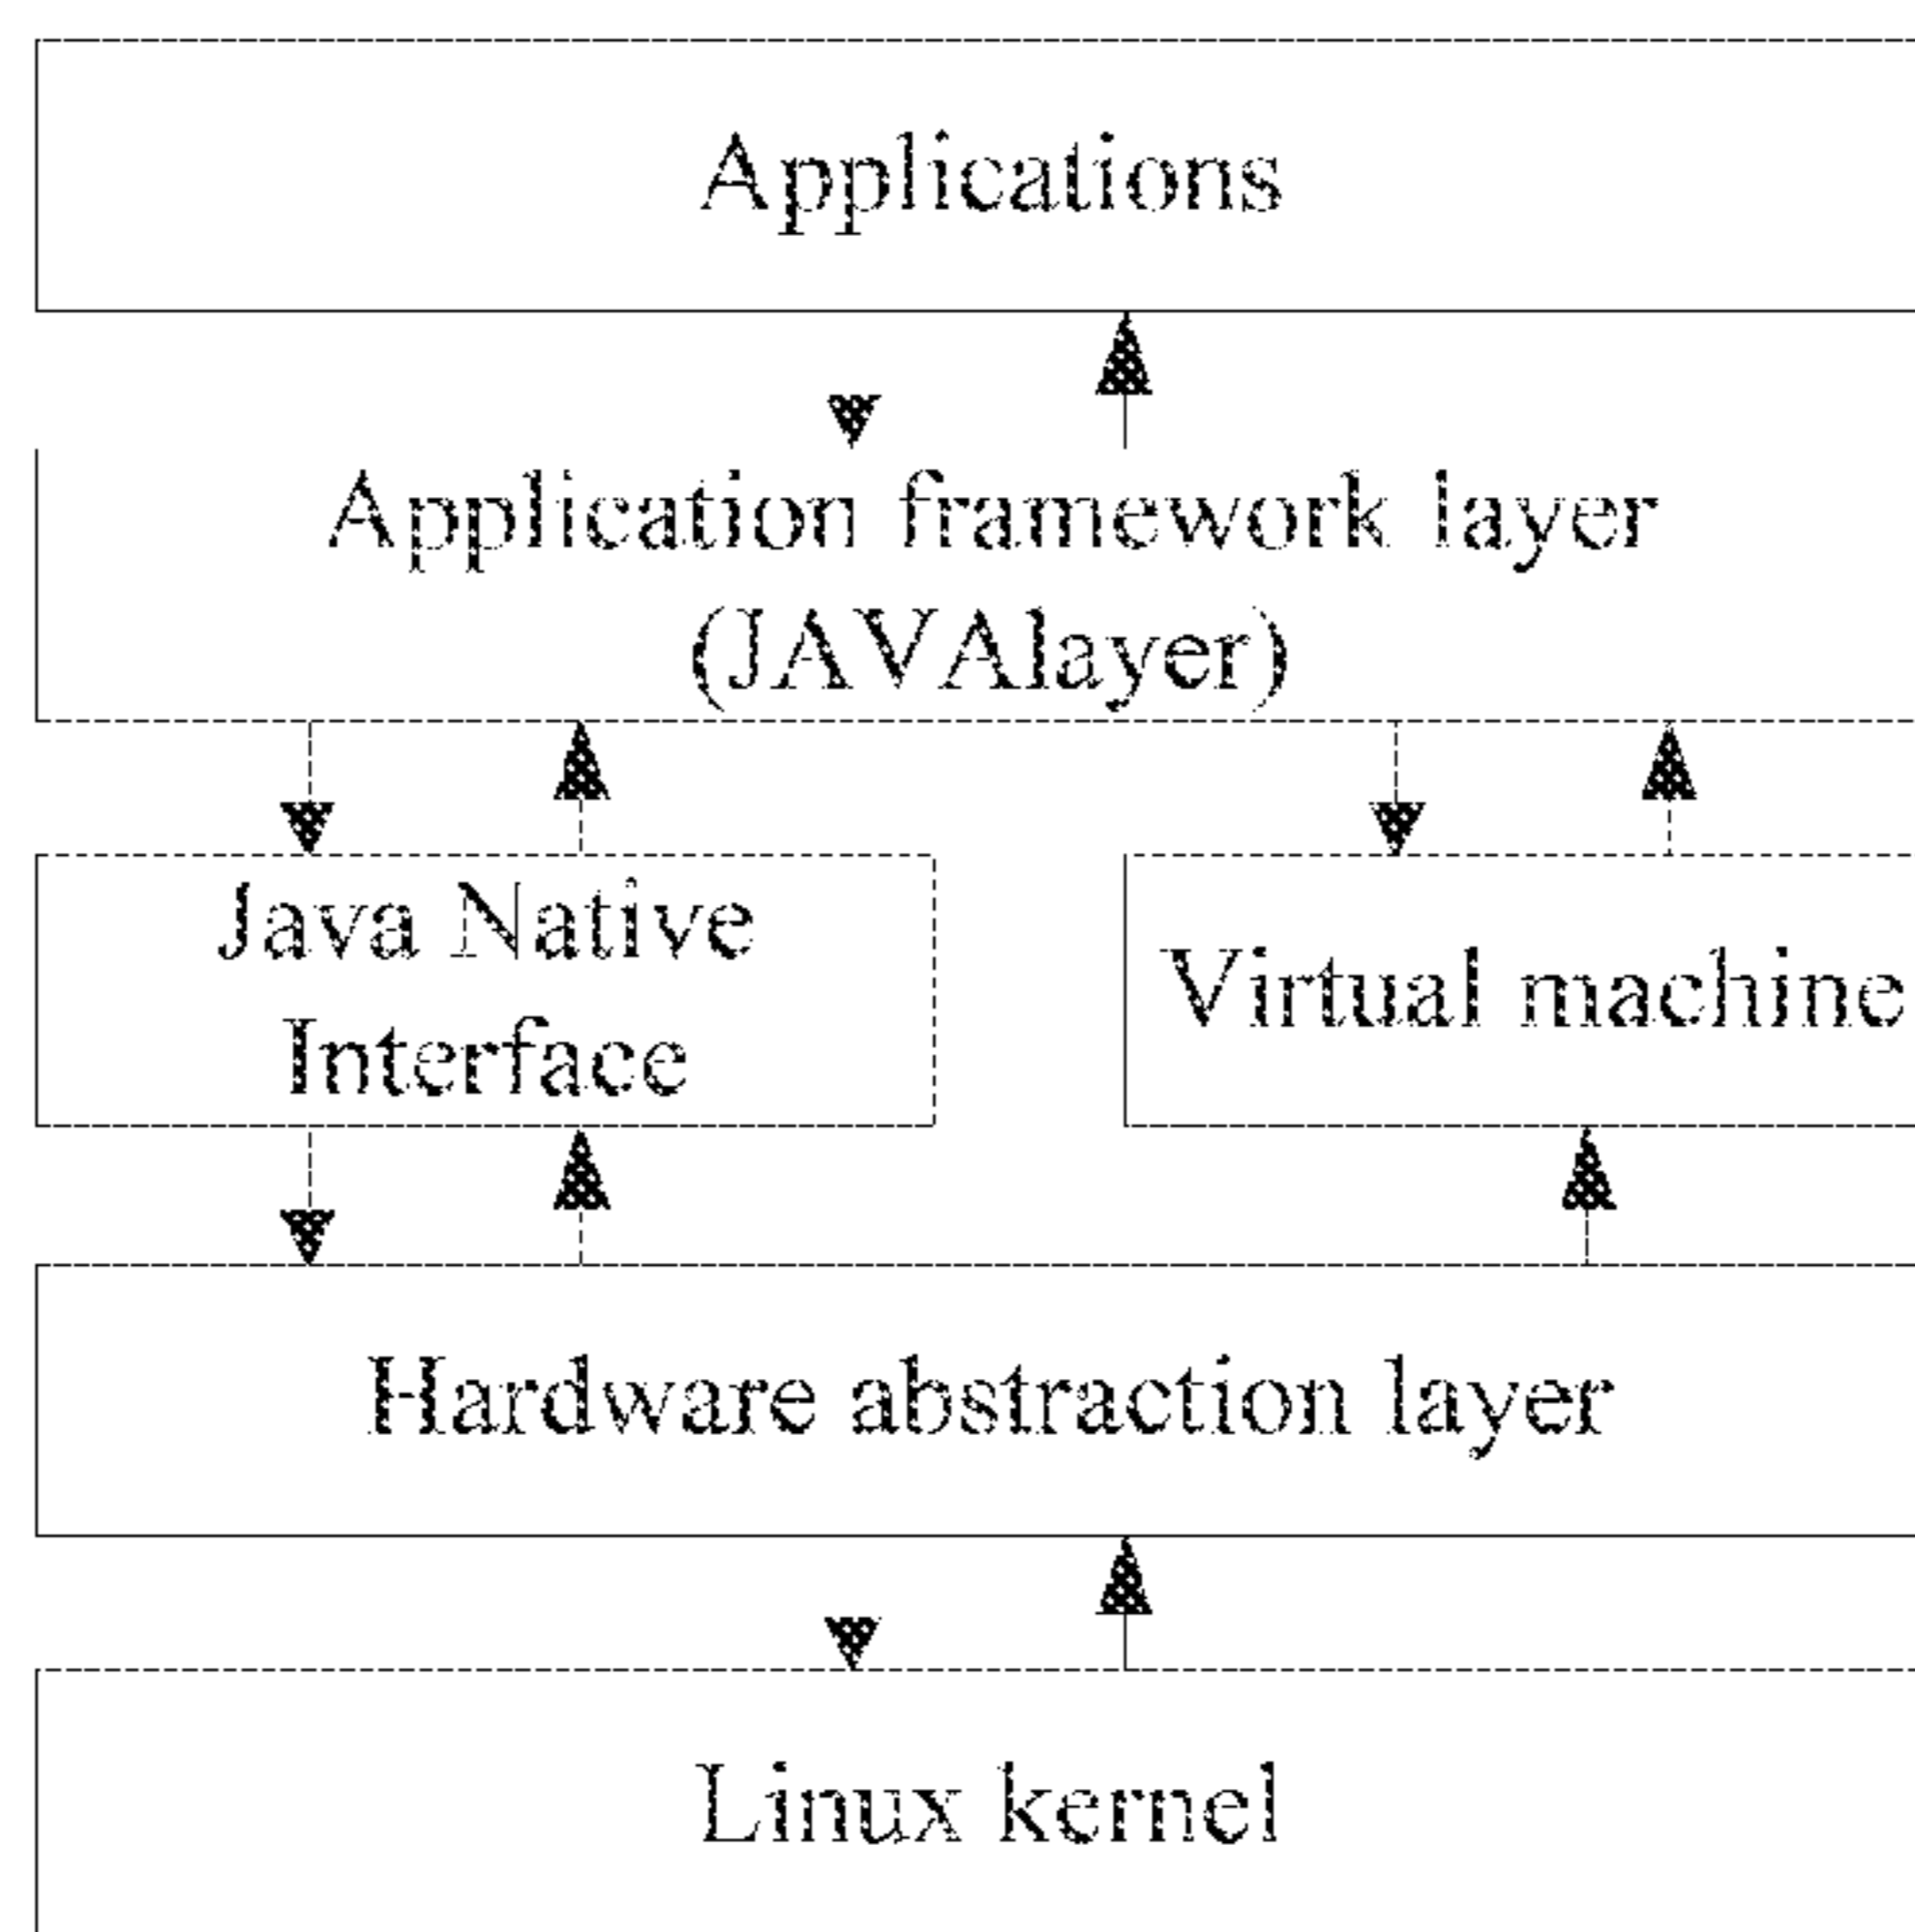 Applications
Application framework layer
(JAVAlayer)
Java Native
Interface
Virtual machine
Hardware abstraction layer
Linux kernel